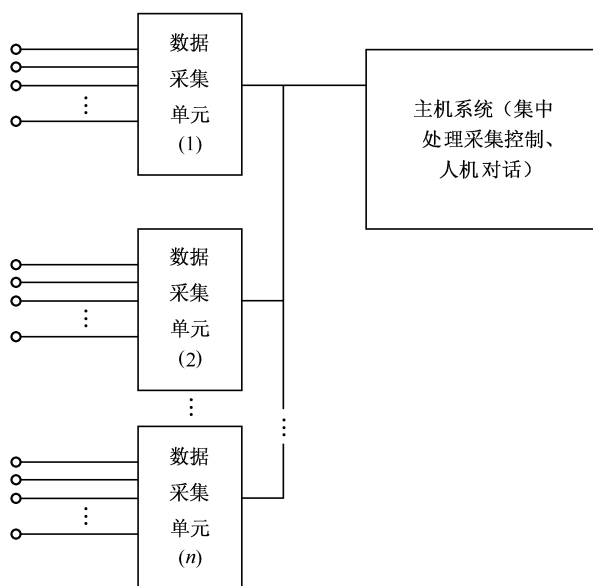 数据
采集
单元
(1)
主机系统（集中
处理采集控制、
人机对话）
数据
采集
单元
(2)
数据
采集
单元
(n)